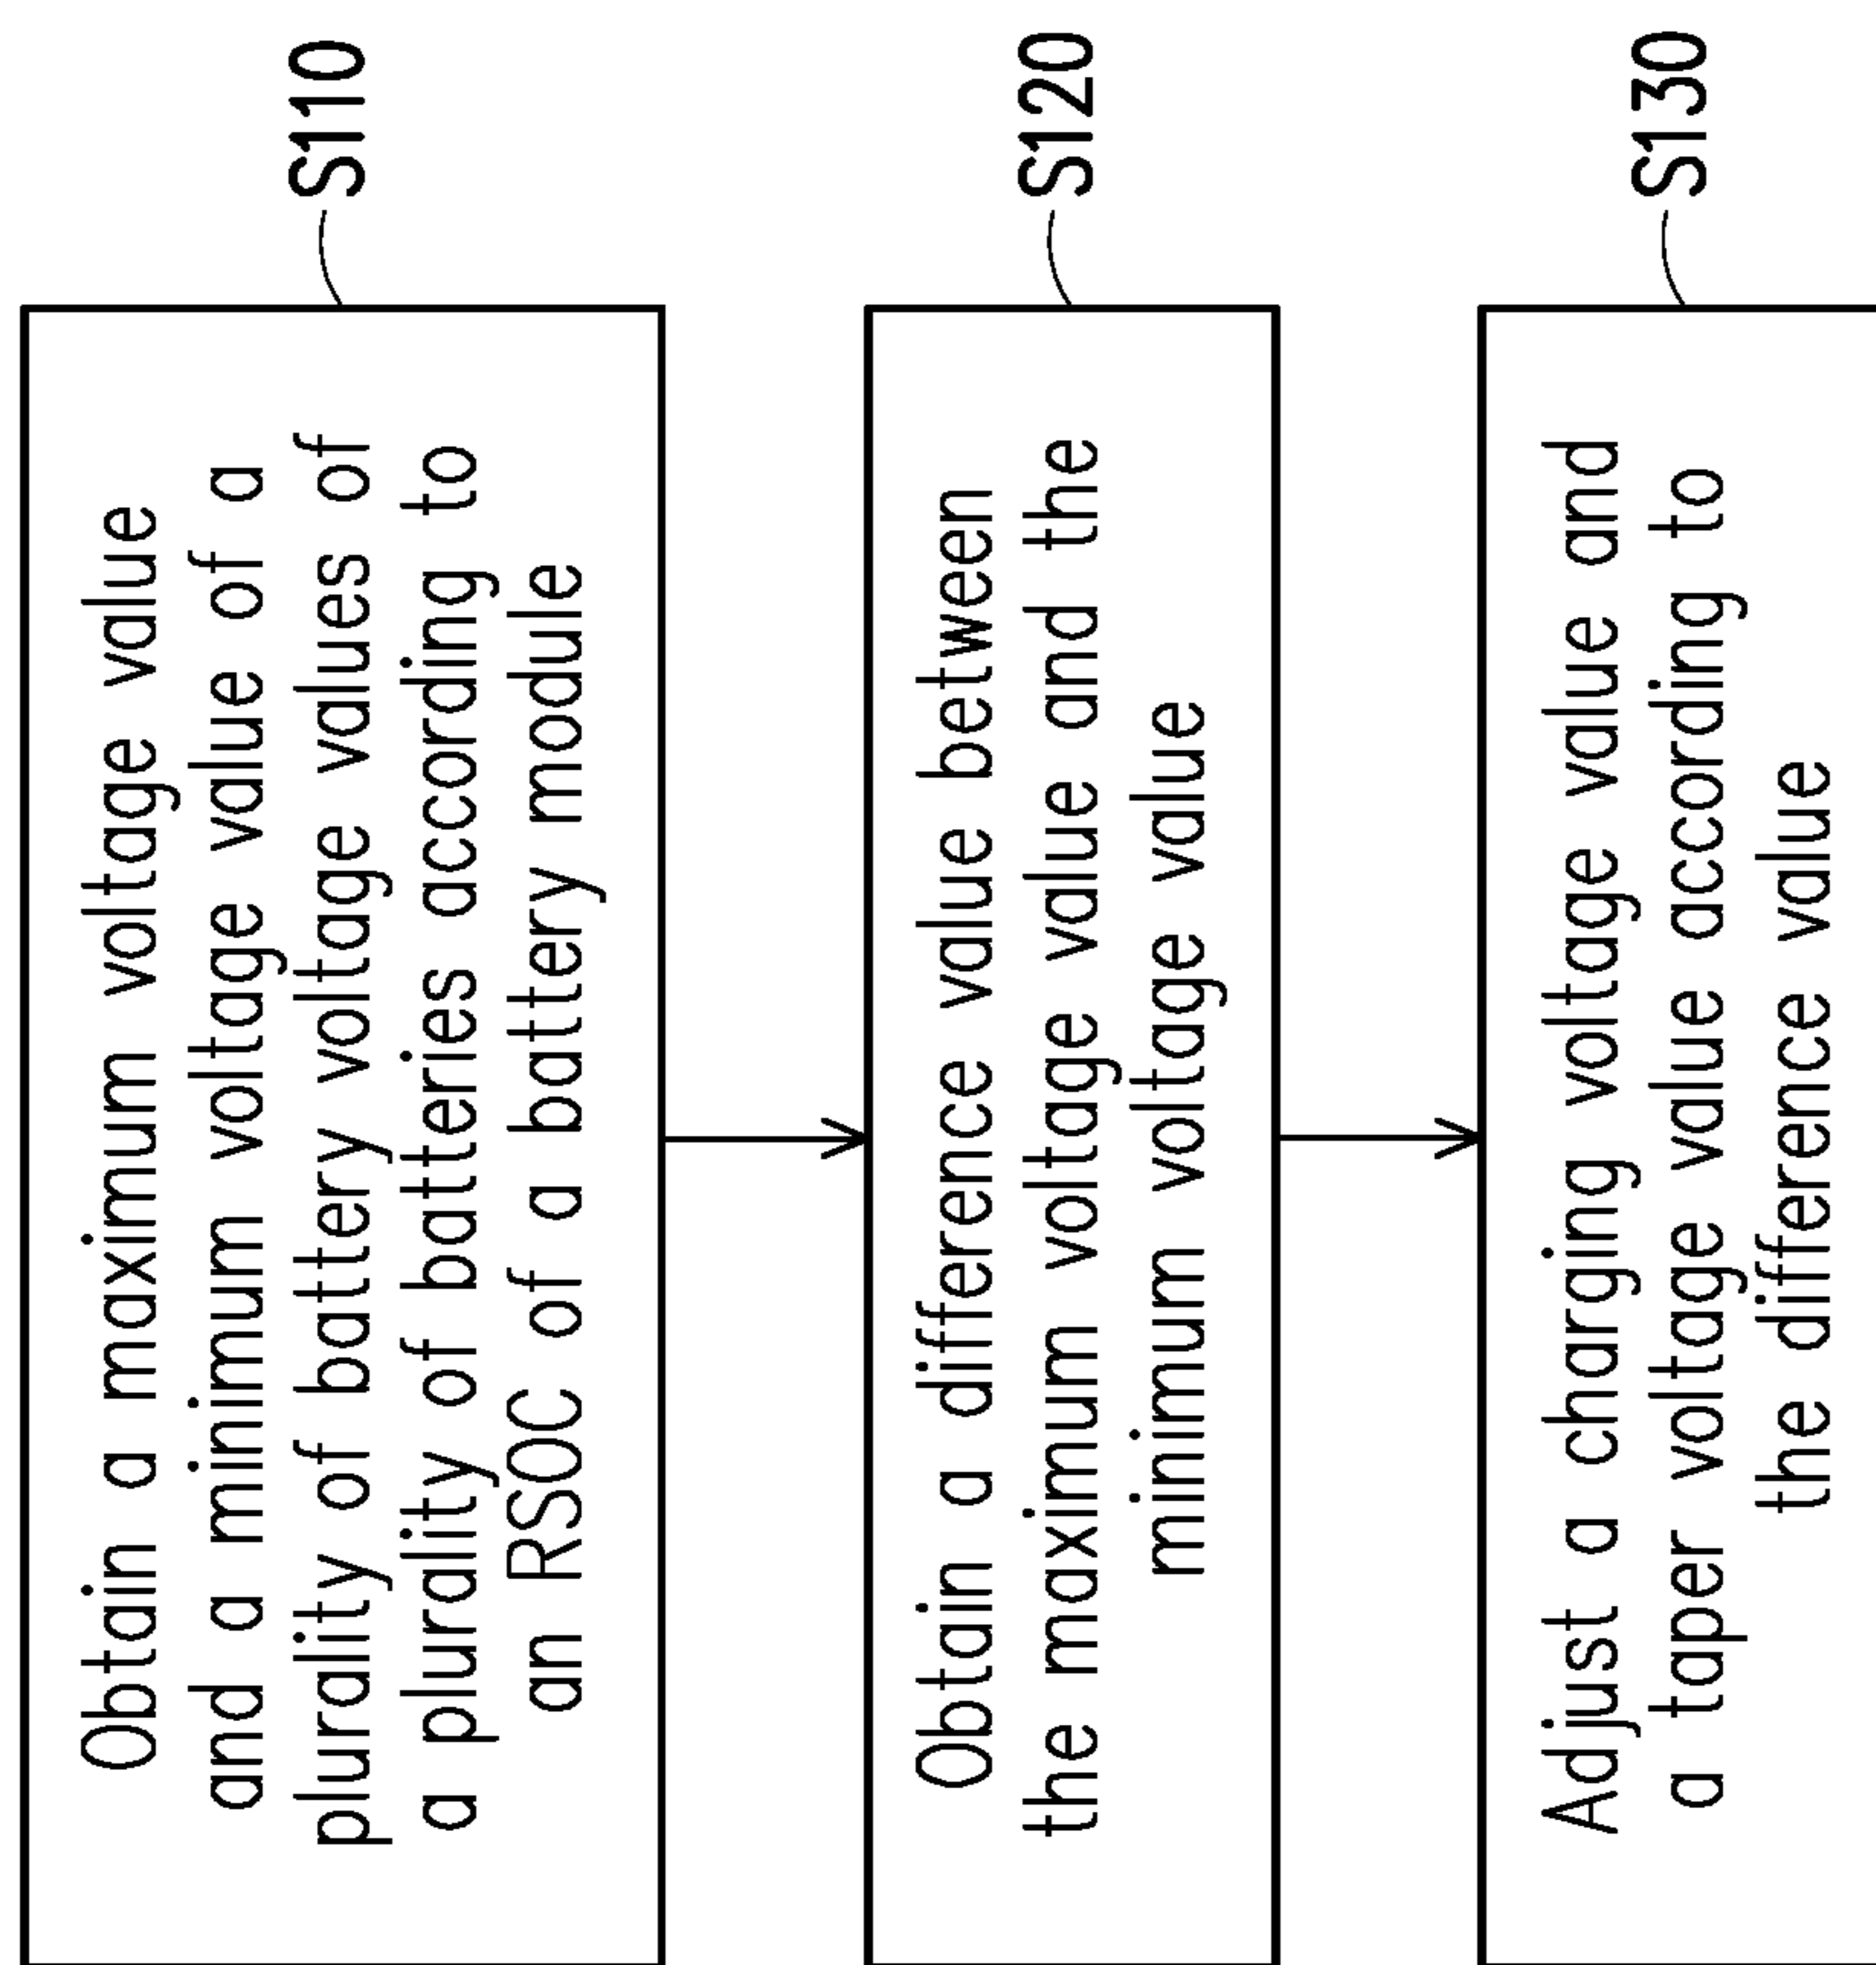 Obtain a maximum voltage value
and a minimum voltage value of a
plurality of battery voltage values of
a plurality of batteries according to
an RSOC of a battery module
S110
Obtain a difference value between
the maximum voltage value and the
minimum voltage value
S120
Adjust a charging voltage value and
a taper voltage value according to
the difference value
S130